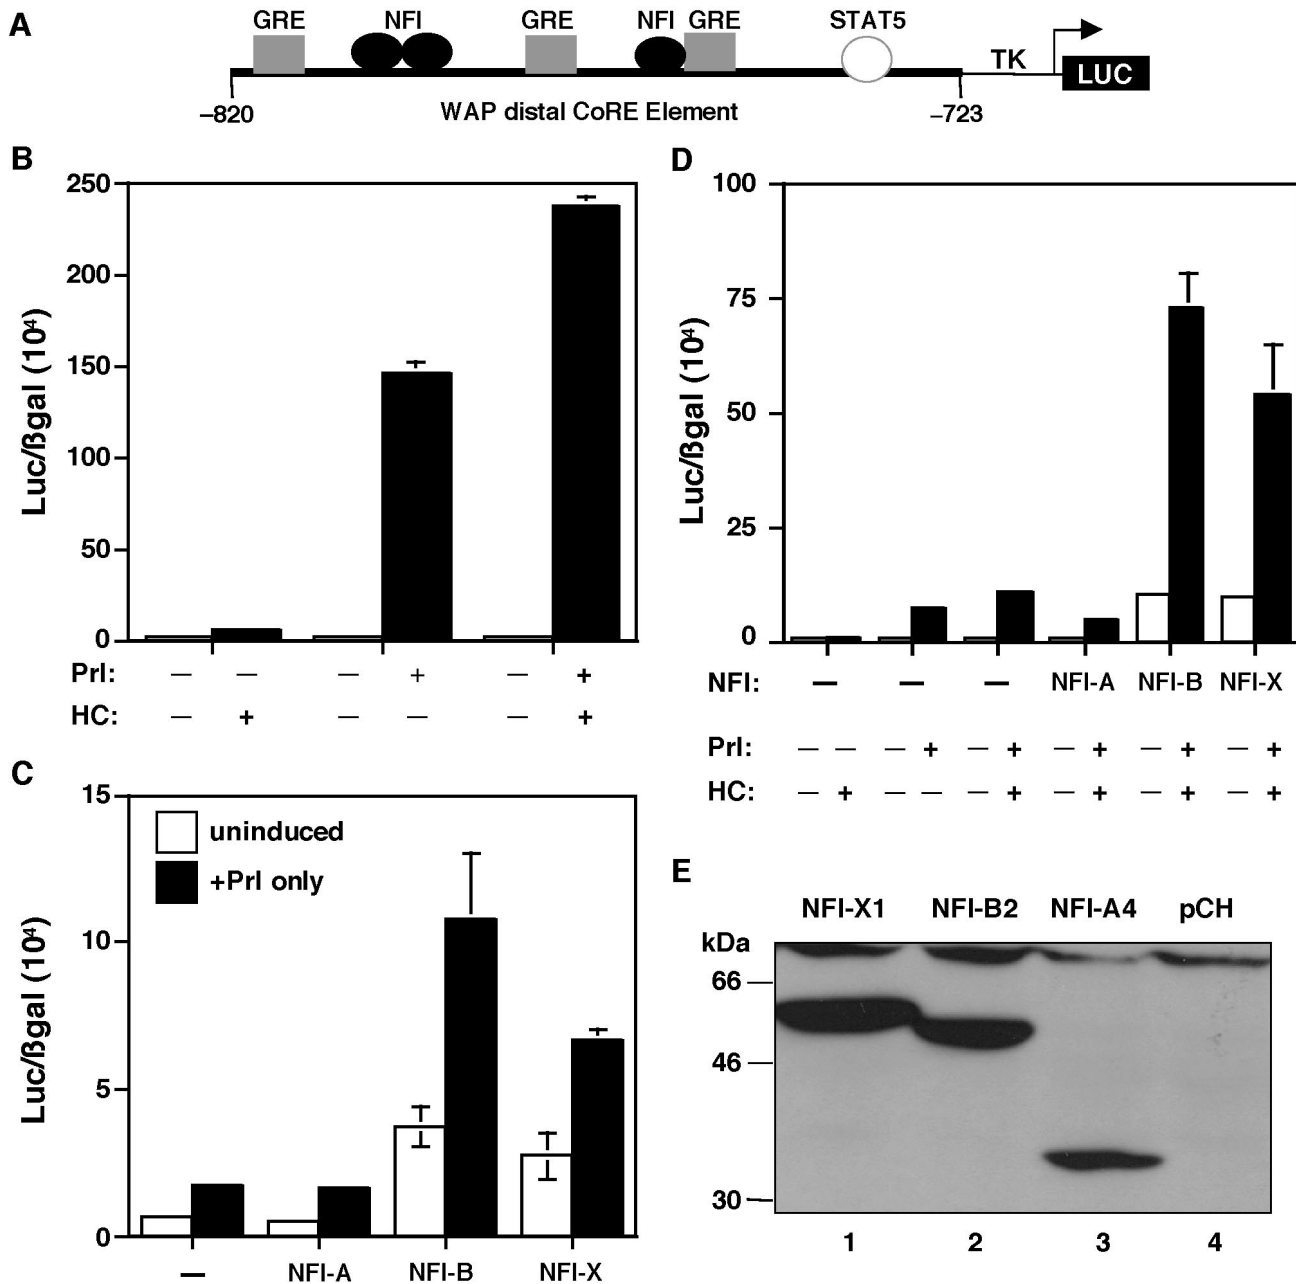 A
GRE NFI GRE NFI GRE STAT5
TK
LUC
–820 WAP distal CoRE Element –723
B
250
200
150
100
50
0
Luc/ßgal (10⁴)
Prl: — — — + — +
HC: — + — — — +
C
15
10
5
0
Luc/ßgal (10⁴)
uninduced
+Prl only
— NFI-A NFI-B NFI-X
D
100
75
50
25
0
Luc/ßgal (10⁴)
NFI: — — — NFI-A NFI-B NFI-X
Prl: — — — + — + — + — + — +
HC: — + — — — + — + — + — +
E
NFI-X1 NFI-B2 NFI-A4 pCH
kDa
66
46
30
1 2 3 4